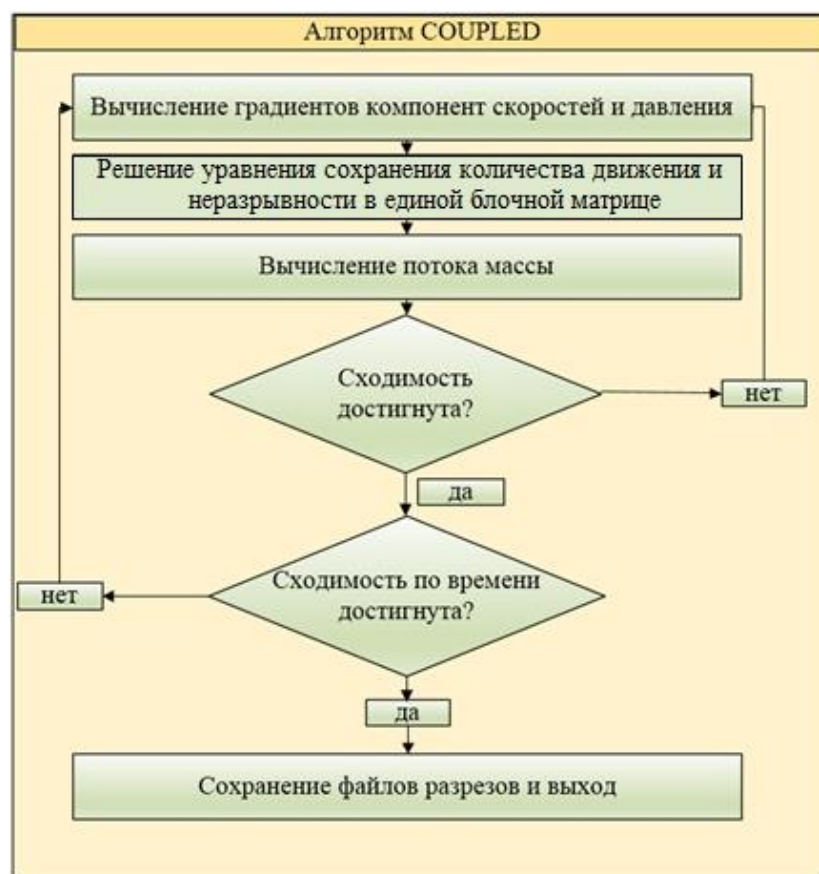 Алгоритм COUPLED
Вычисление градиентов компонент скоростей и давления
Решение уравнения сохранения количества движения и
неразрывности в единой блочной матрице
Вычисление потока массы
Сходимость
достигнута?
нет
да
Сходимость по времени
достигнута?
нет
да
Сохранение файлов разрезов и выход